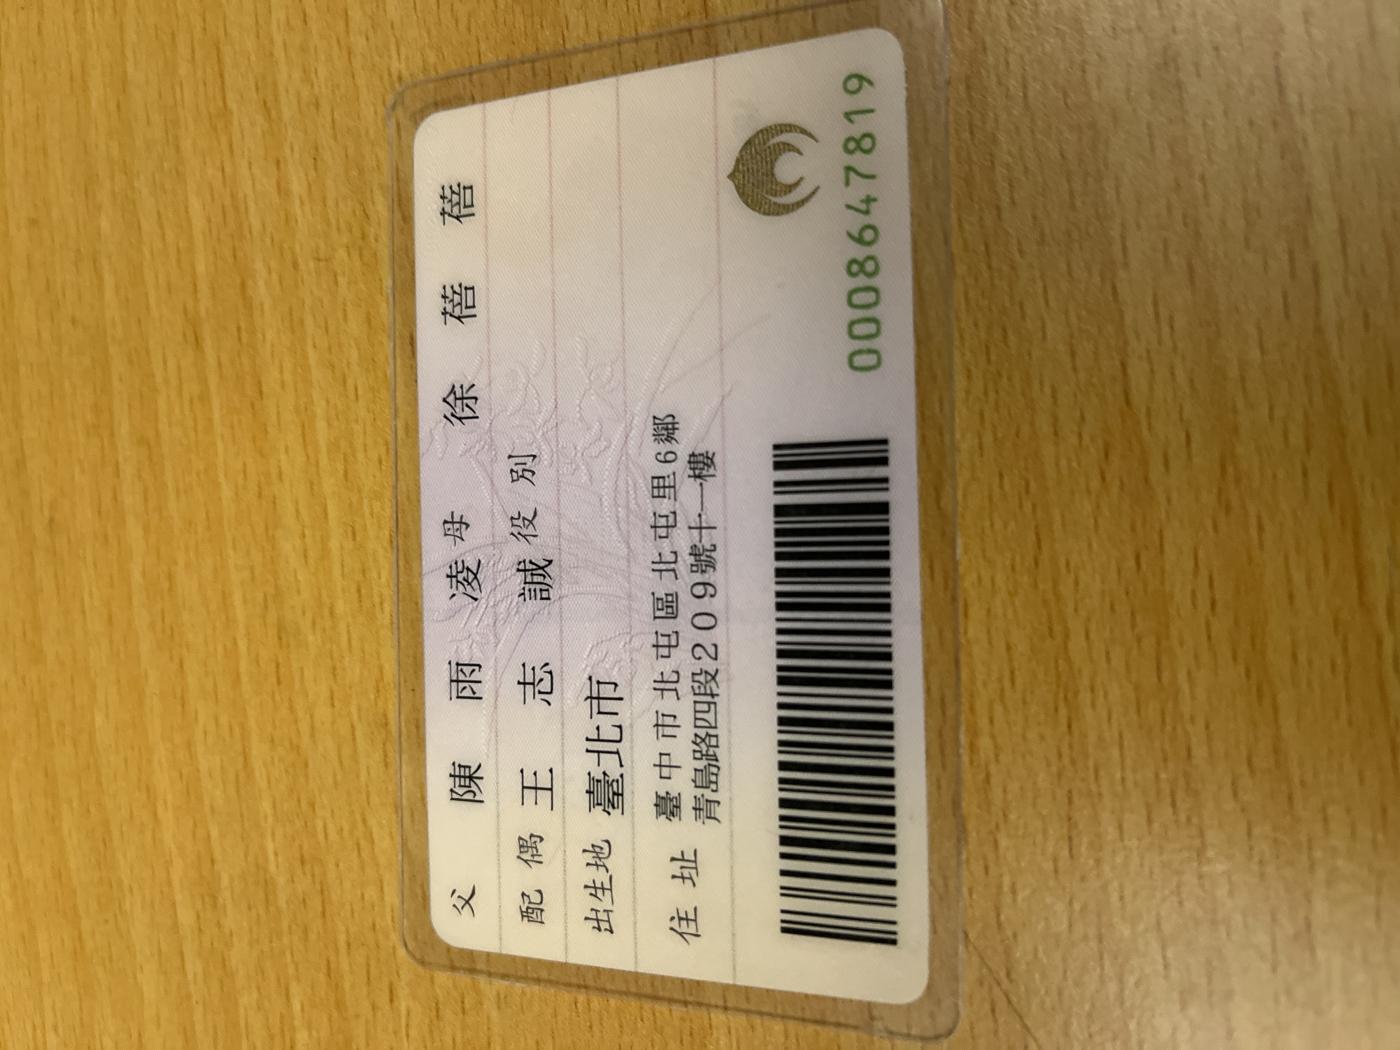 父 陳雨凌 母 徐蓓蓓
配偶 王志誠 役別
出生地 臺北市
住址 臺中市北屯區北屯里6鄰
青島路四段209號十一樓
0008647819